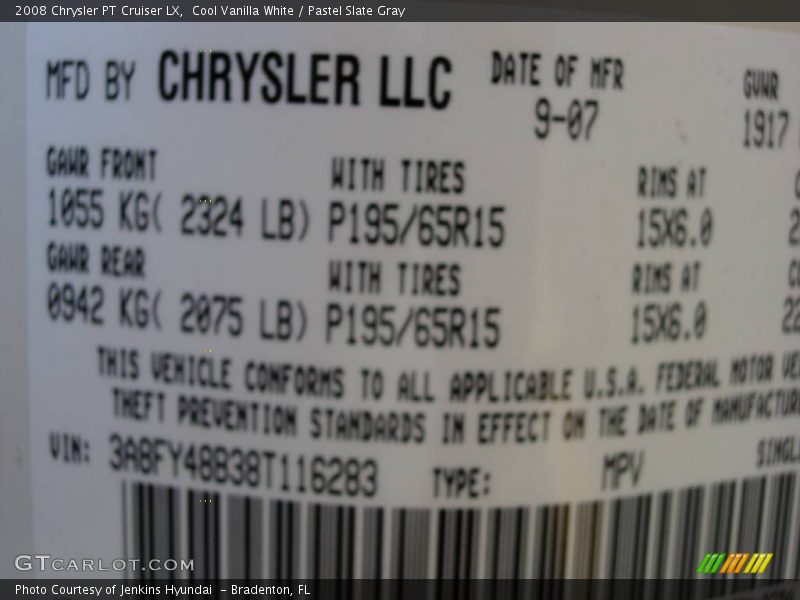 2008 Chrysler PT Cruiser LX,  Cool Vanilla White / Pastel Slate Gray
MFD BY CHRYSLER LLC DATE OF MFR GVWR
9-07 1917
GAWR FRONT WITH TIRES RIMS AT
1055 KG( 2324 LB) P195/65R15 15X6.0
GAWR REAR WITH TIRES RIMS AT
0942 KG( 2075 LB) P195/65R15 15X6.0
THIS VEHICLE CONFORMS TO ALL APPLICABLE U.S.A. FEDERAL MOTOR VE
THEFT PREVENTION STANDARDS IN EFFECT ON THE DATE OF MANUFACTUR
VIN: 3A8FY48B38T116283 TYPE: MPV SINGL
GTCARLOT.COM
Photo Courtesy of Jenkins Hyundai  - Bradenton, FL